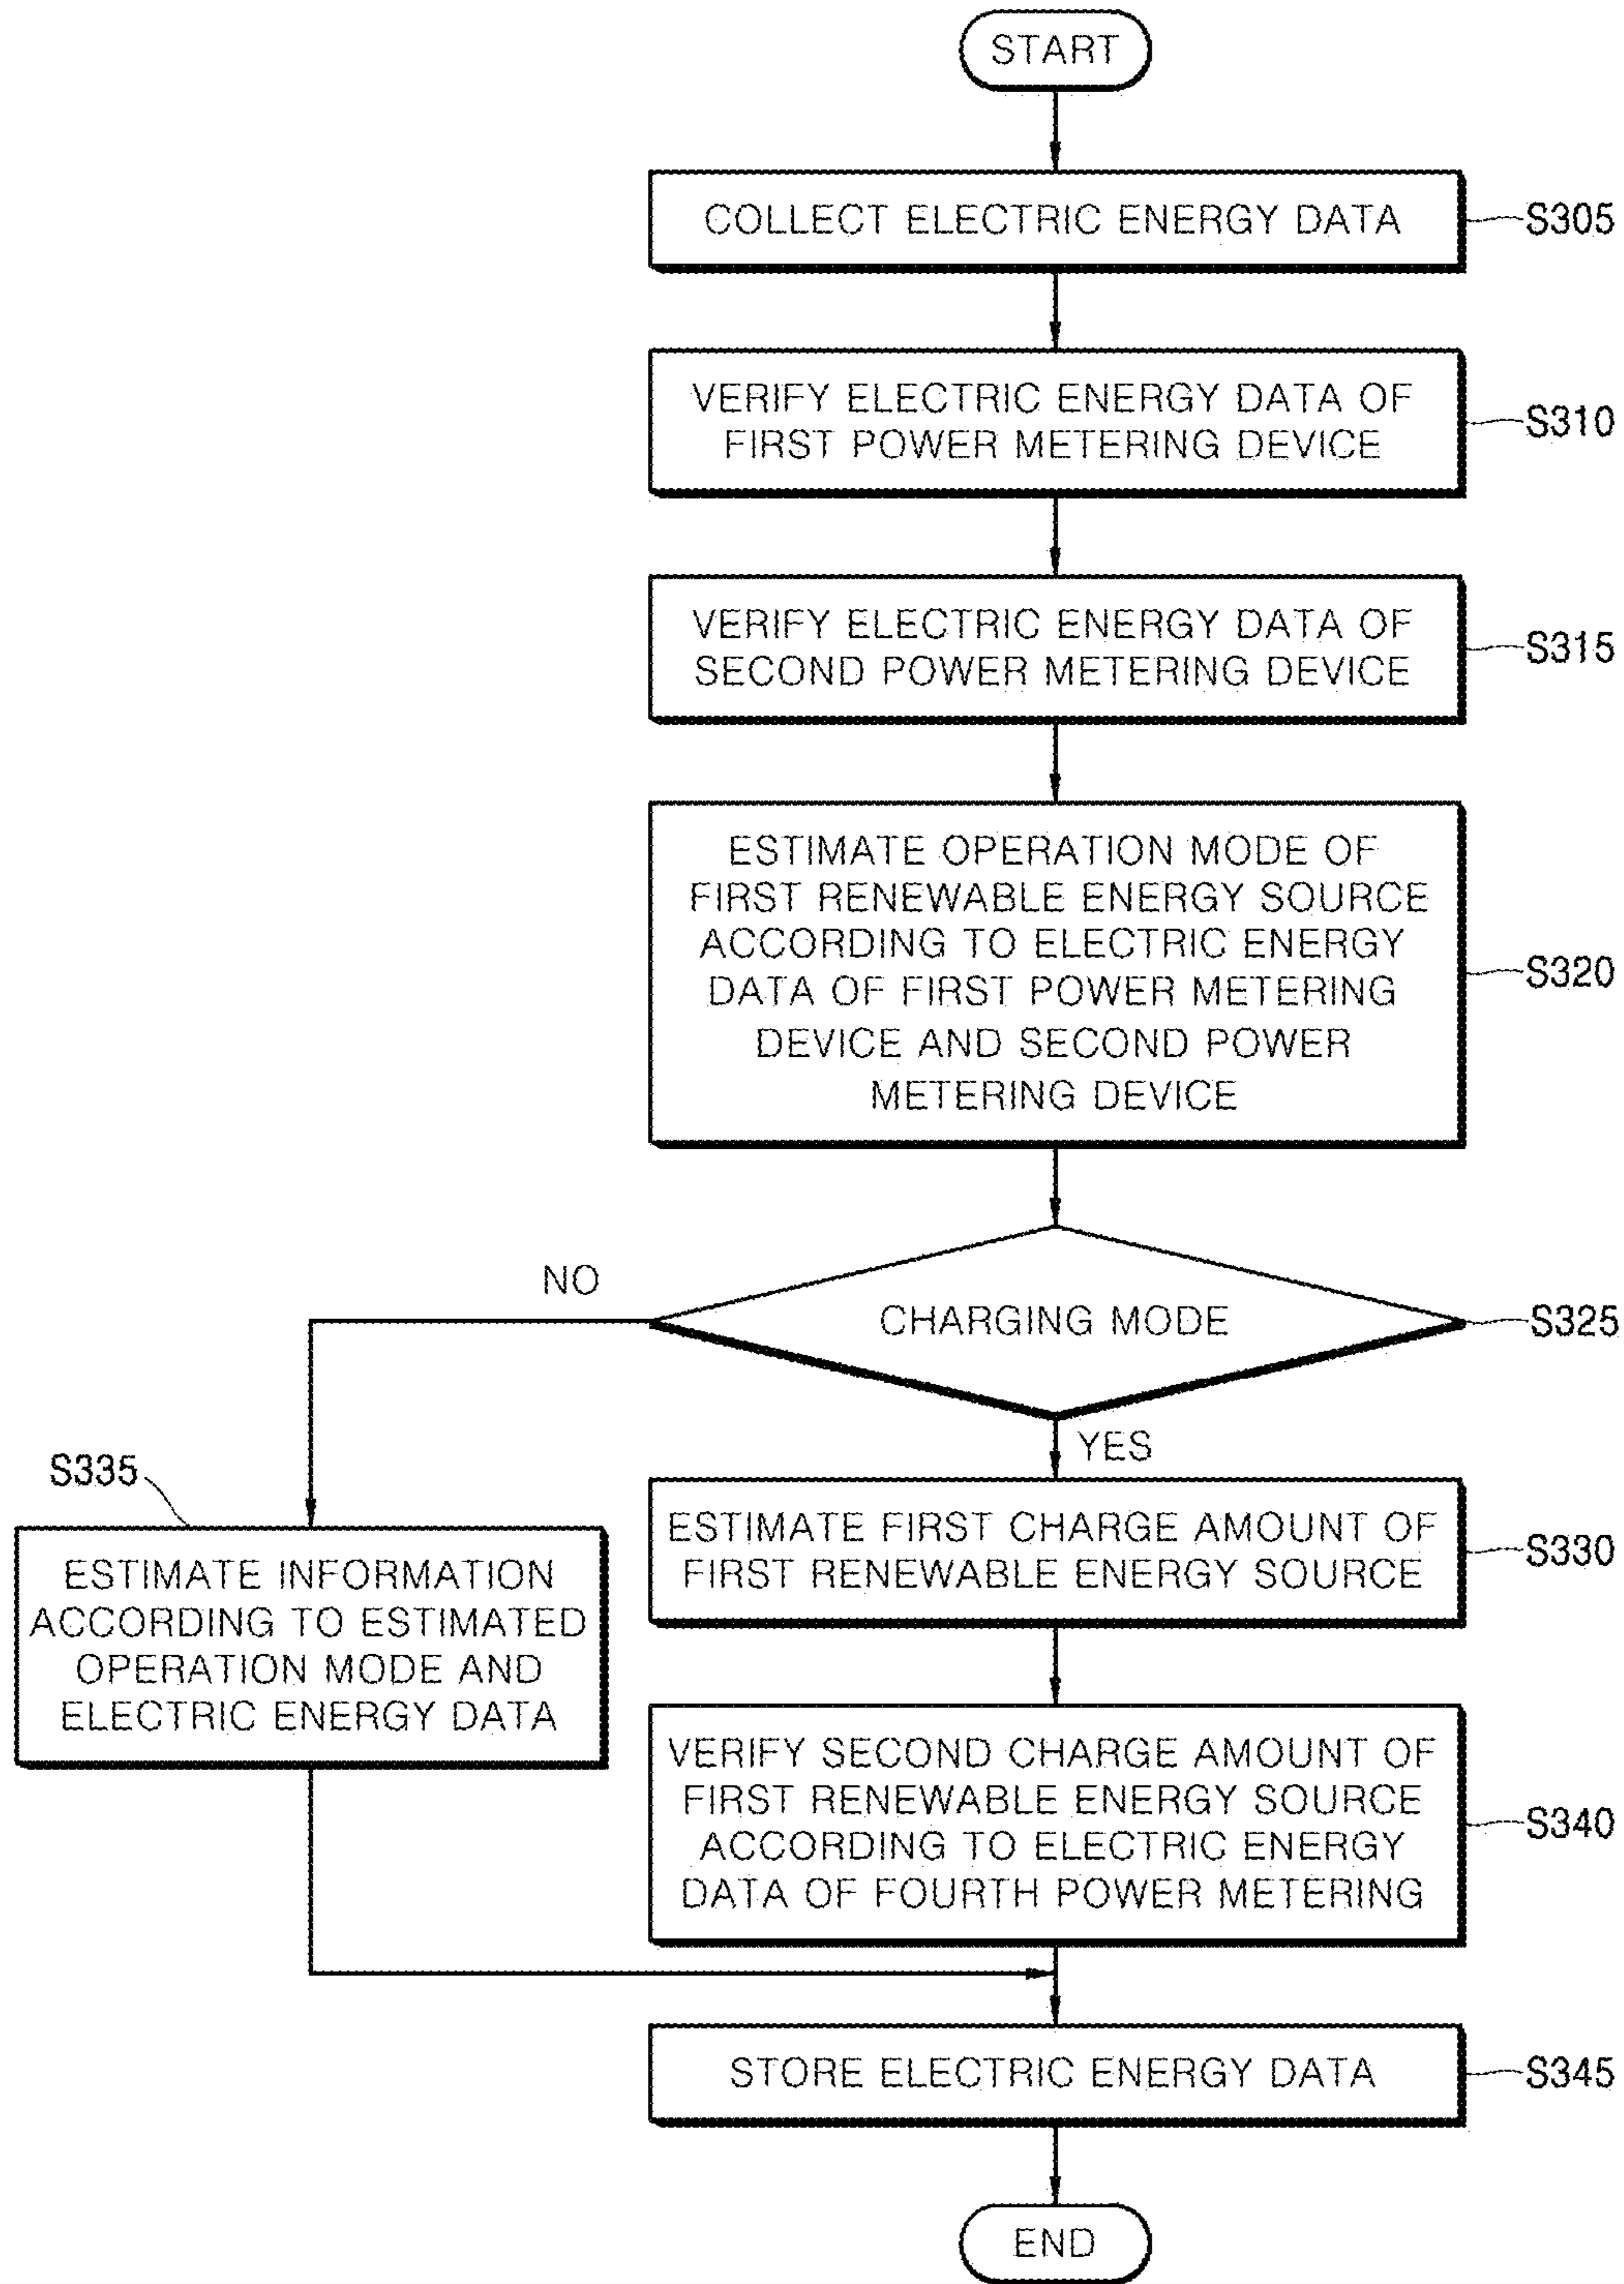 START
COLLECT ELECTRIC ENERGY DATA
S305
VERIFY ELECTRIC ENERGY DATA OF
FIRST POWER METERING DEVICE
S310
VERIFY ELECTRIC ENERGY DATA OF
SECOND POWER METERING DEVICE
S315
ESTIMATE OPERATION MODE OF
FIRST RENEWABLE ENERGY SOURCE
ACCORDING TO ELECTRIC ENERGY
DATA OF FIRST POWER METERING
DEVICE AND SECOND POWER
METERING DEVICE
S320
NO
CHARGING MODE
S325
YES
S335
ESTIMATE INFORMATION
ACCORDING TO ESTIMATED
OPERATION MODE AND
ELECTRIC ENERGY DATA
ESTIMATE FIRST CHARGE AMOUNT OF
FIRST RENEWABLE ENERGY SOURCE
S330
VERIFY SECOND CHARGE AMOUNT OF
FIRST RENEWABLE ENERGY SOURCE
ACCORDING TO ELECTRIC ENERGY
DATA OF FOURTH POWER METERING
S340
STORE ELECTRIC ENERGY DATA
S345
END